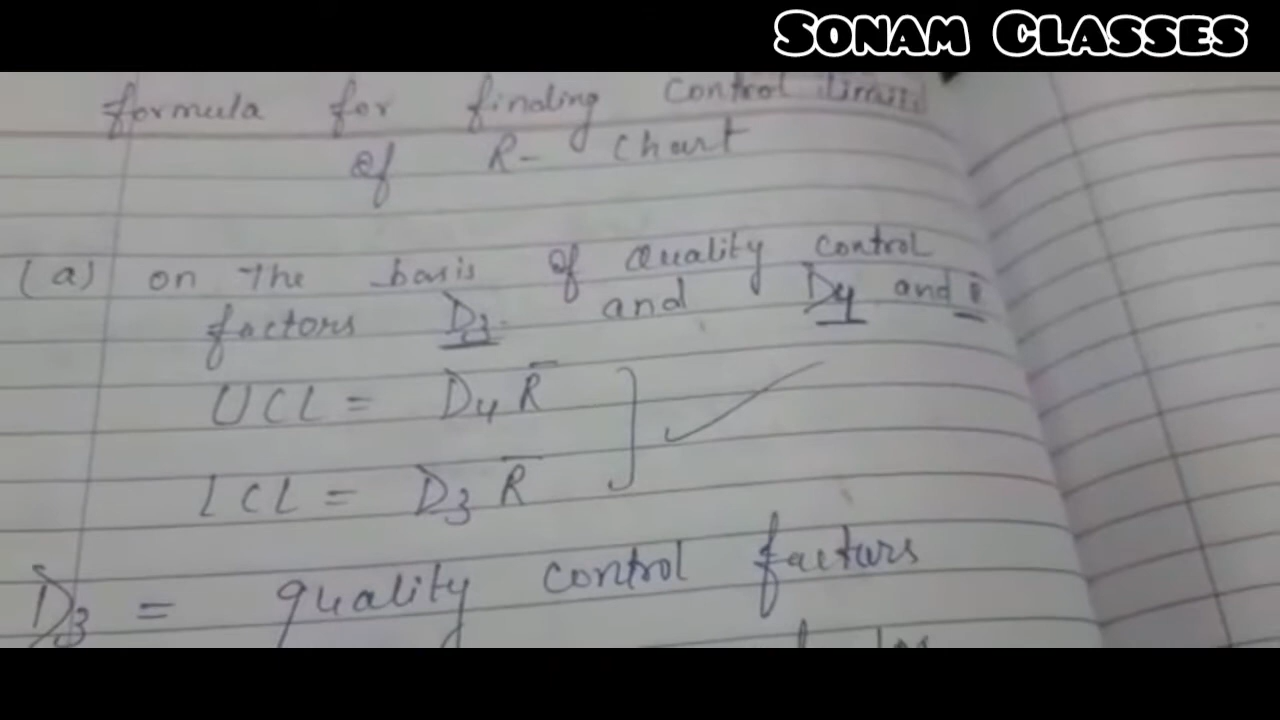 SONAM CLASSES
formula for finding control limits
of R- chart
(a) on the basis of quality control
factors D3 and D4 and
UCL = D4 R̅
LCL = D3 R̅
D3 = quality control factors